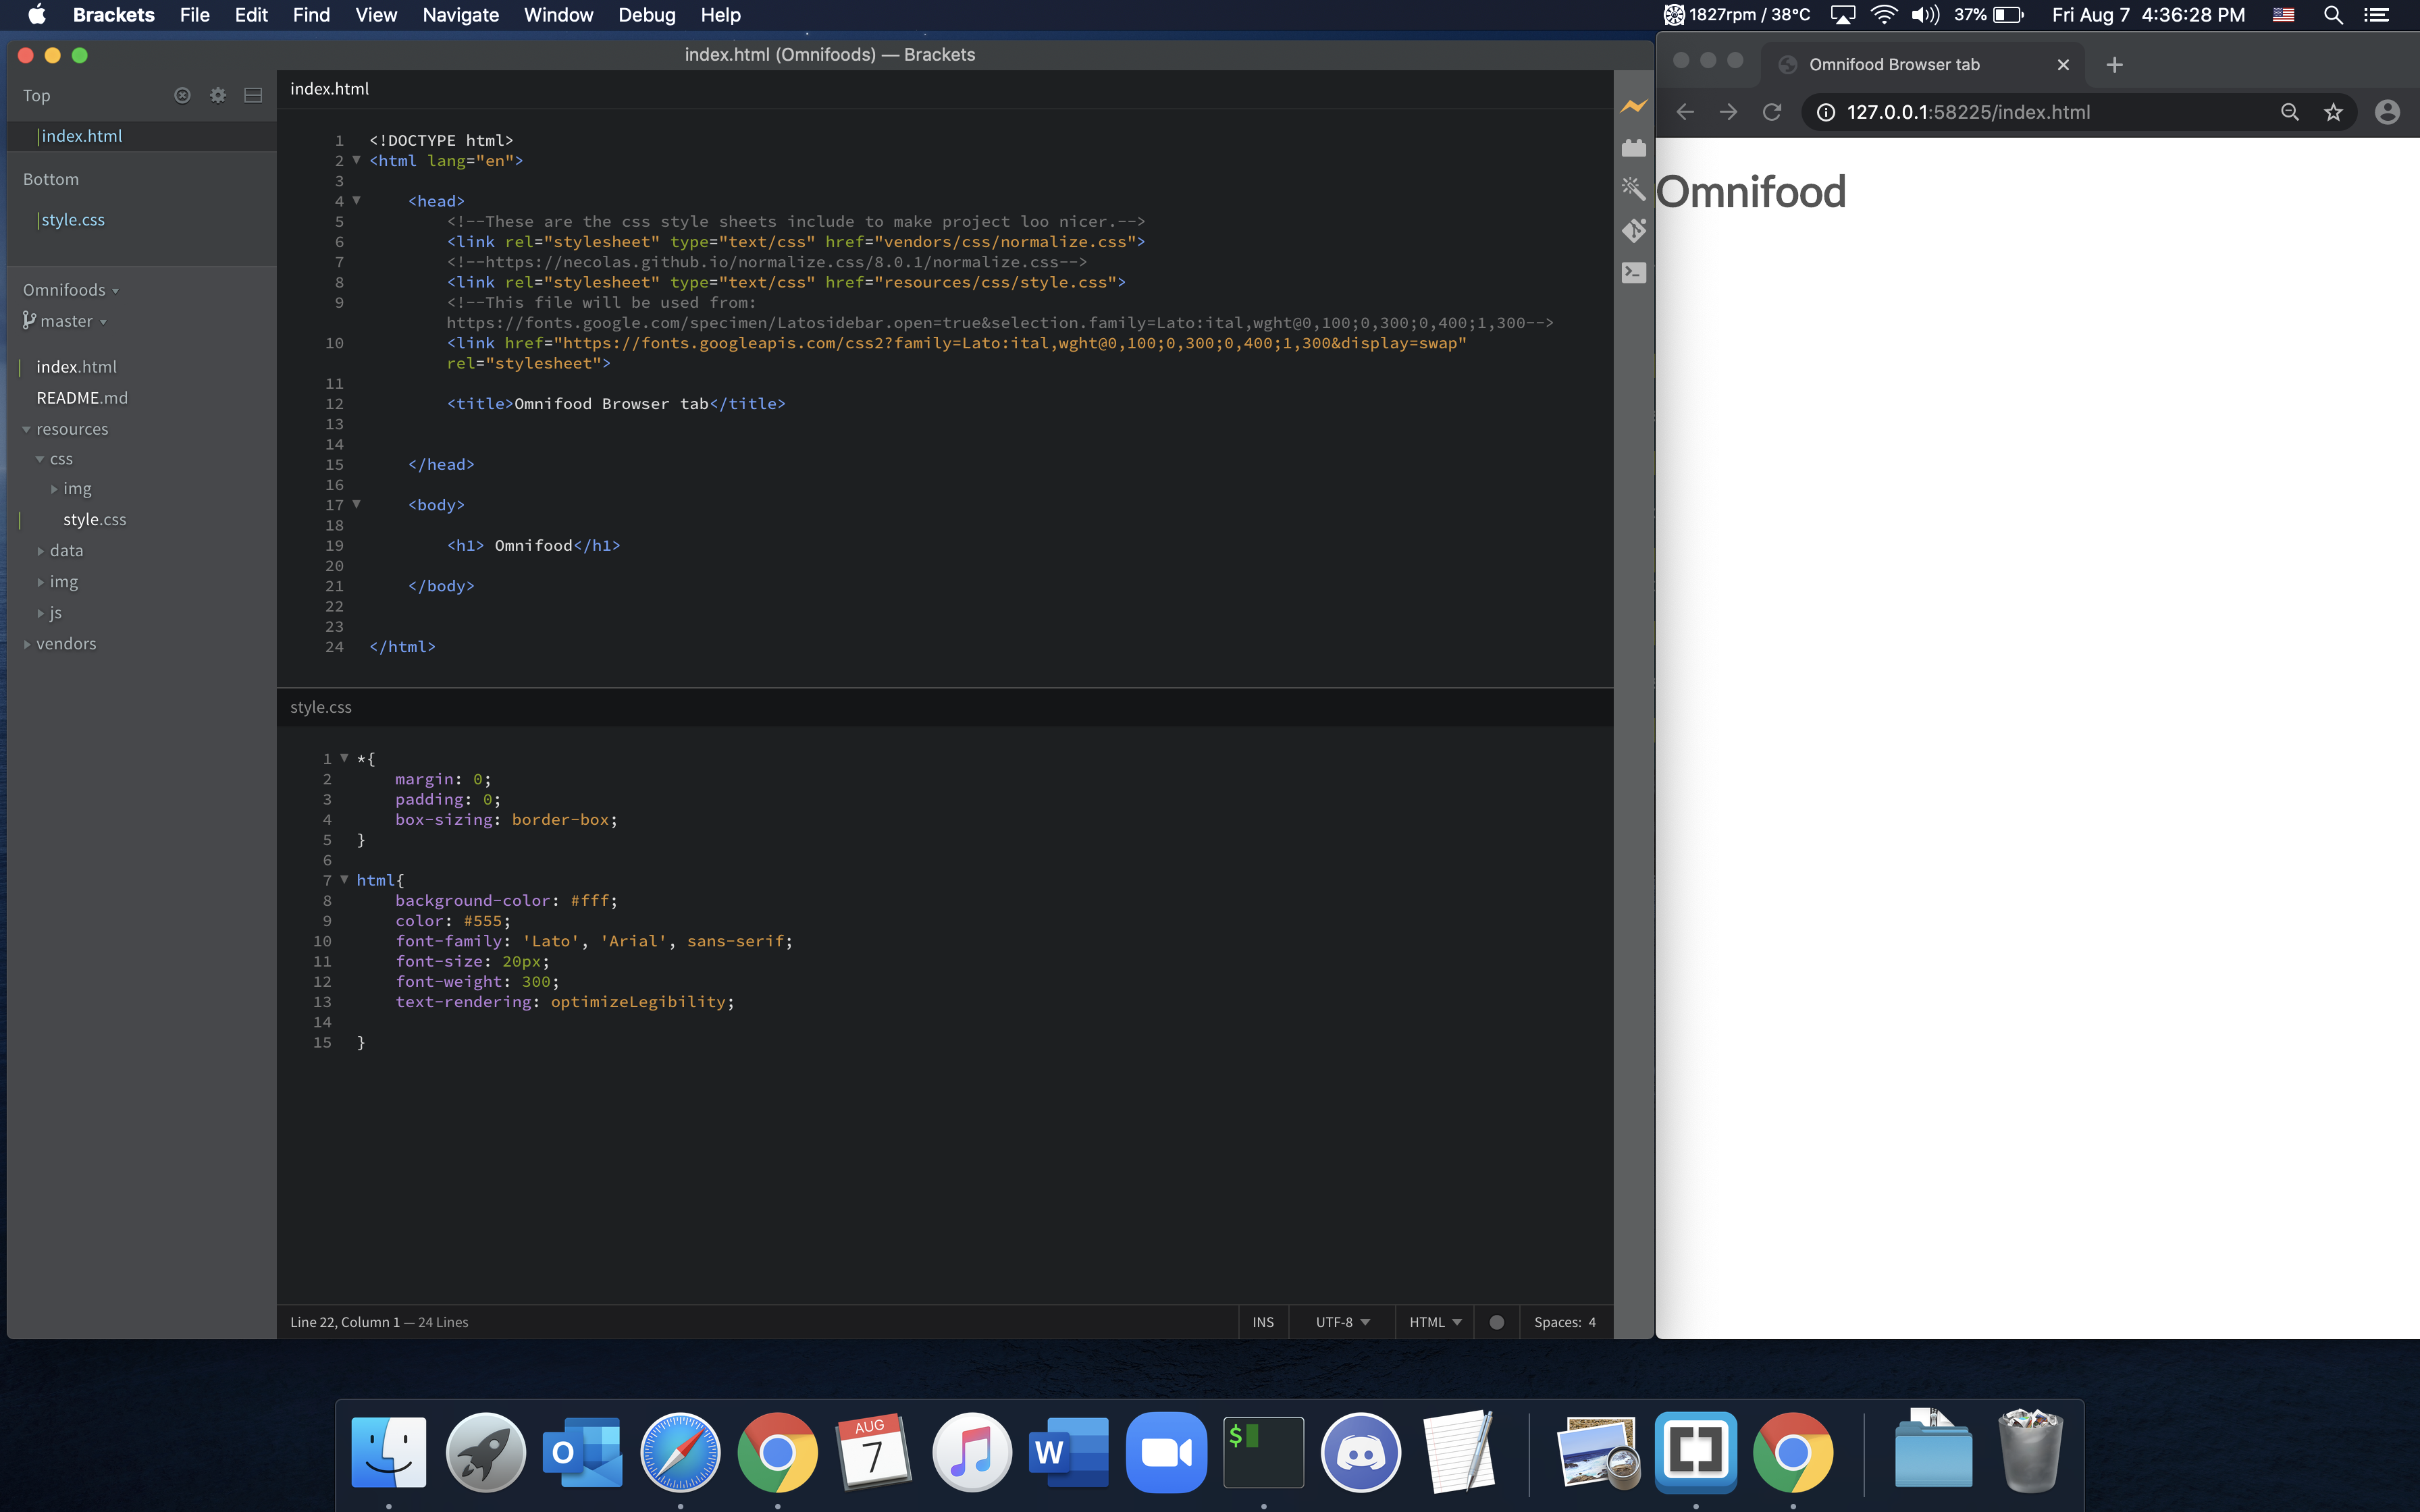 Brackets File Edit Find View Navigate Window Debug Help
1827rpm / 38°C 37% Fri Aug 7 4:36:28 PM
index.html (Omnifoods) — Brackets
Top
index.html
Bottom
style.css
Omnifoods
master
index.html
README.md
resources
css
img
style.css
data
img
js
vendors
index.html
1 <!DOCTYPE html>
2 <html lang="en">
3
4 <head>
5 <!--These are the css style sheets include to make project loo nicer.-->
6 <link rel="stylesheet" type="text/css" href="vendors/css/normalize.css">
7 <!--https://necolas.github.io/normalize.css/8.0.1/normalize.css-->
8 <link rel="stylesheet" type="text/css" href="resources/css/style.css">
9 <!--This file will be used from:
https://fonts.google.com/specimen/Latosidebar.open=true&selection.family=Lato:ital,wght@0,100;0,300;0,400;1,300-->
10 <link href="https://fonts.googleapis.com/css2?family=Lato:ital,wght@0,100;0,300;0,400;1,300&display=swap"
rel="stylesheet">
11
12 <title>Omnifood Browser tab</title>
13
14
15 </head>
16
17 <body>
18
19 <h1> Omnifood</h1>
20
21 </body>
22
23
24 </html>
style.css
1 *{
2 margin: 0;
3 padding: 0;
4 box-sizing: border-box;
5 }
6
7 html{
8 background-color: #fff;
9 color: #555;
10 font-family: 'Lato', 'Arial', sans-serif;
11 font-size: 20px;
12 font-weight: 300;
13 text-rendering: optimizeLegibility;
14
15 }
Line 22, Column 1 — 24 Lines
INS UTF-8 HTML Spaces: 4
Omnifood Browser tab
127.0.0.1:58225/index.html
Omnifood
O
AUG
7
W
$